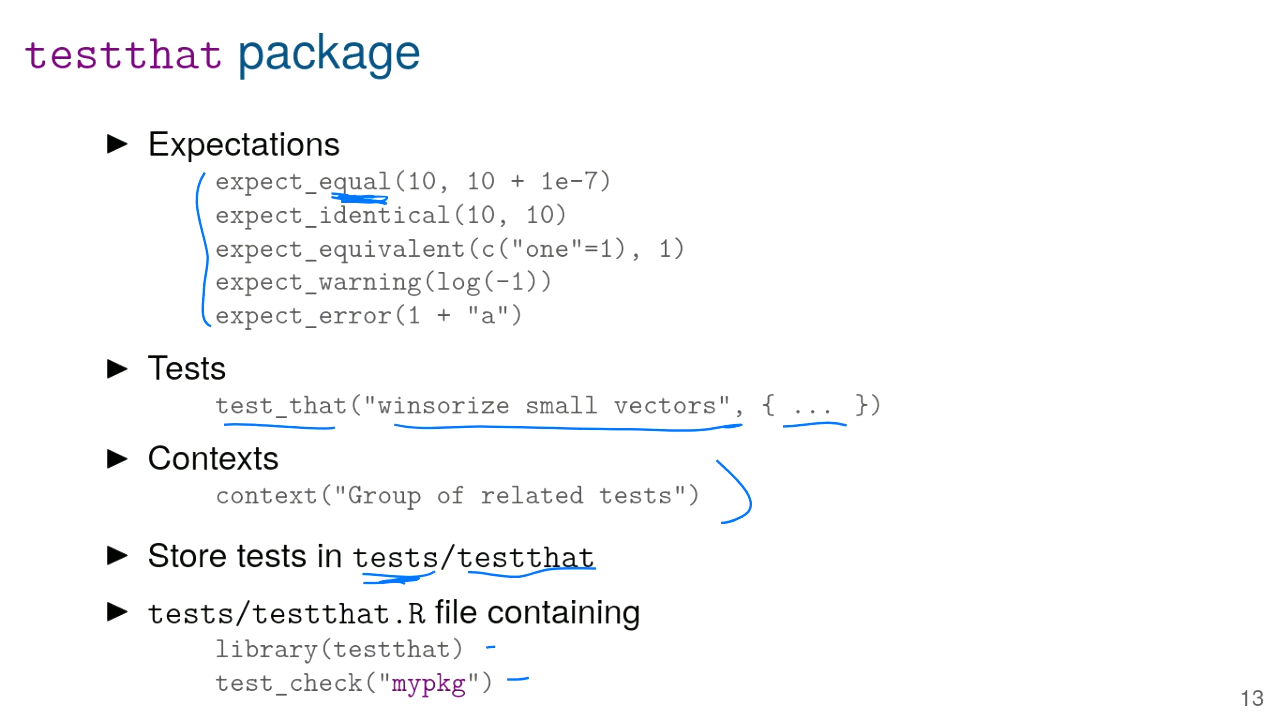 testthat package
▶ Expectations
expect_equal(10, 10 + 1e-7)
expect_identical(10, 10)
expect_equivalent(c("one"=1), 1)
expect_warning(log(-1))
expect_error(1 + "a")
▶ Tests
test_that("winsorize small vectors", { ... })
▶ Contexts
context("Group of related tests")
▶ Store tests in tests/testthat
▶ tests/testthat.R file containing
library(testthat)
test_check("mypkg")
13